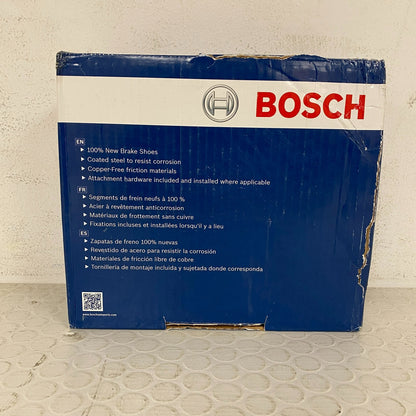 BOSCH
EN
▸ 100% New Brake Shoes
▸ Coated steel to resist corrosion
▸ Copper-Free friction materials
▸ Attachment hardware included and installed where applicable
FR
▸ Segments de frein neufs à 100 %
▸ Acier à revêtement anticorrosion
▸ Matériaux de frottement sans cuivre
▸ Fixations incluses et installées lorsqu'il y a lieu
ES
▸ Zapatas de freno 100% nuevas
▸ Revestido de acero para resistir la corrosión
▸ Materiales de fricción libre de cobre
▸ Tornillería de montaje incluida y sujetada donde corresponda
www.boschautoparts.com